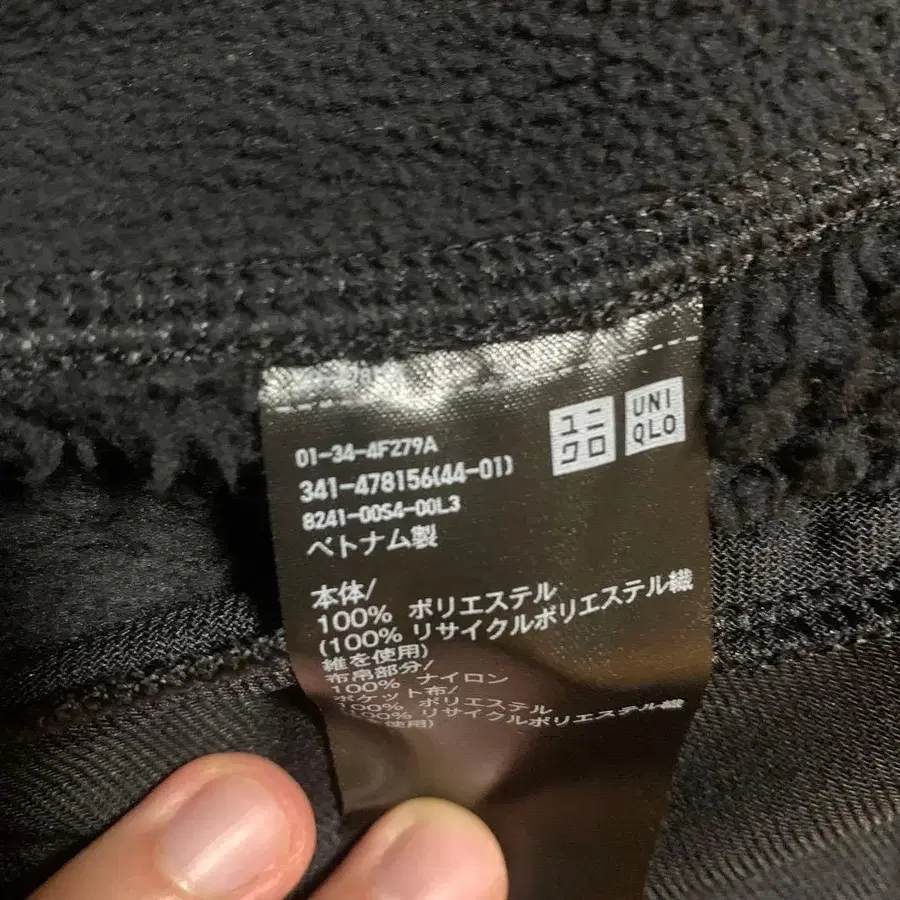 ユニ
クロ
UNI
QLO
01-34-4F279A
341-478156(44-01)
8241-00S4-00L3
ベトナム製
本体/
100% ポリエステル
(100% リサイクルポリエステル繊
維を使用)
布帛部分/
100% ナイロン
ポケット布/
100% ポリエステル
(100% リサイクルポリエステル繊
使用)